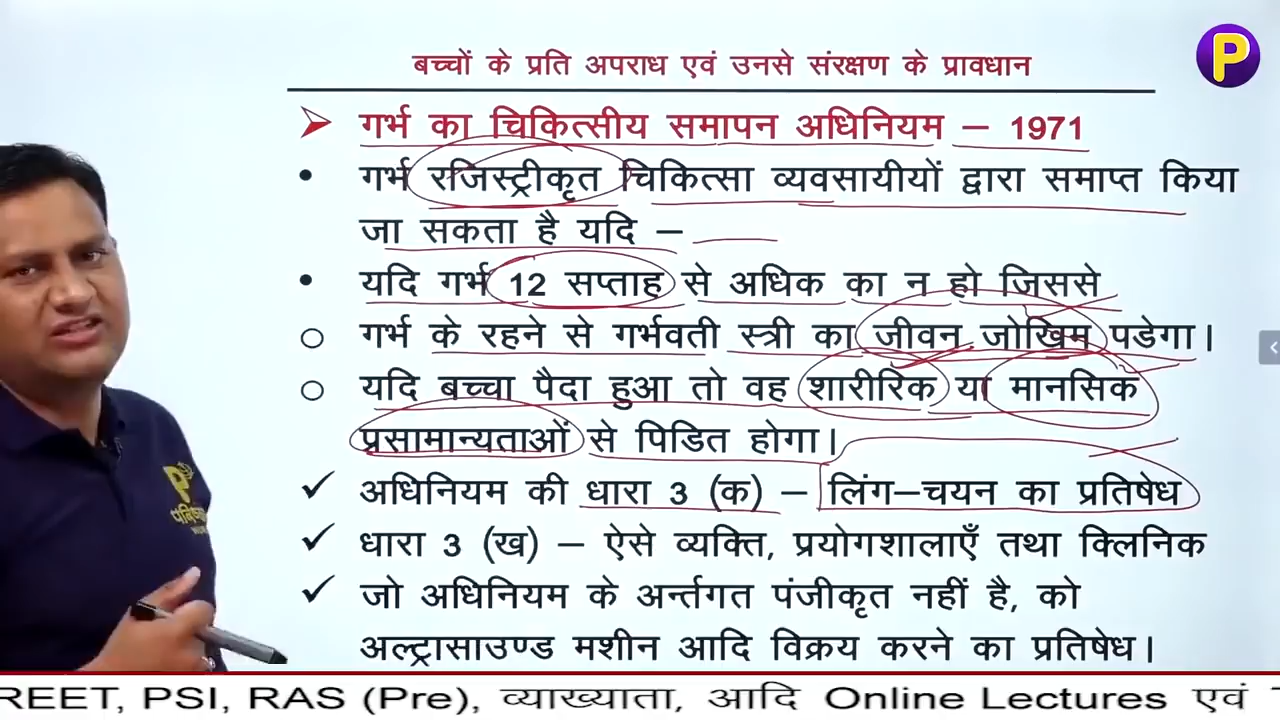 P
बच्चों के प्रति अपराध एवं उनसे संरक्षण के प्रावधान
गर्भ का चिकित्सीय समापन अधिनियम – 1971
• गर्भ रजिस्ट्रीकृत चिकित्सा व्यवसायीयों द्वारा समाप्त किया
जा सकता है यदि –
• यदि गर्भ 12 सप्ताह से अधिक का न हो जिससे
गर्भ के रहने से गर्भवती स्त्री का जीवन जोखिम पडेगा।
यदि बच्चा पैदा हुआ तो वह शारीरिक या मानसिक
प्रसामान्यताओं से पिडित होगा।
✓ अधिनियम की धारा 3 (क) – लिंग–चयन का प्रतिषेध
✓ धारा 3 (ख) – ऐसे व्यक्ति, प्रयोगशालाएँ तथा क्लिनिक
✓ जो अधिनियम के अर्न्तगत पंजीकृत नहीं है, को
अल्ट्रासाउण्ड मशीन आदि विक्रय करने का प्रतिषेध।
REET, PSI, RAS (Pre), व्याख्याता, आदि Online Lectures एवं